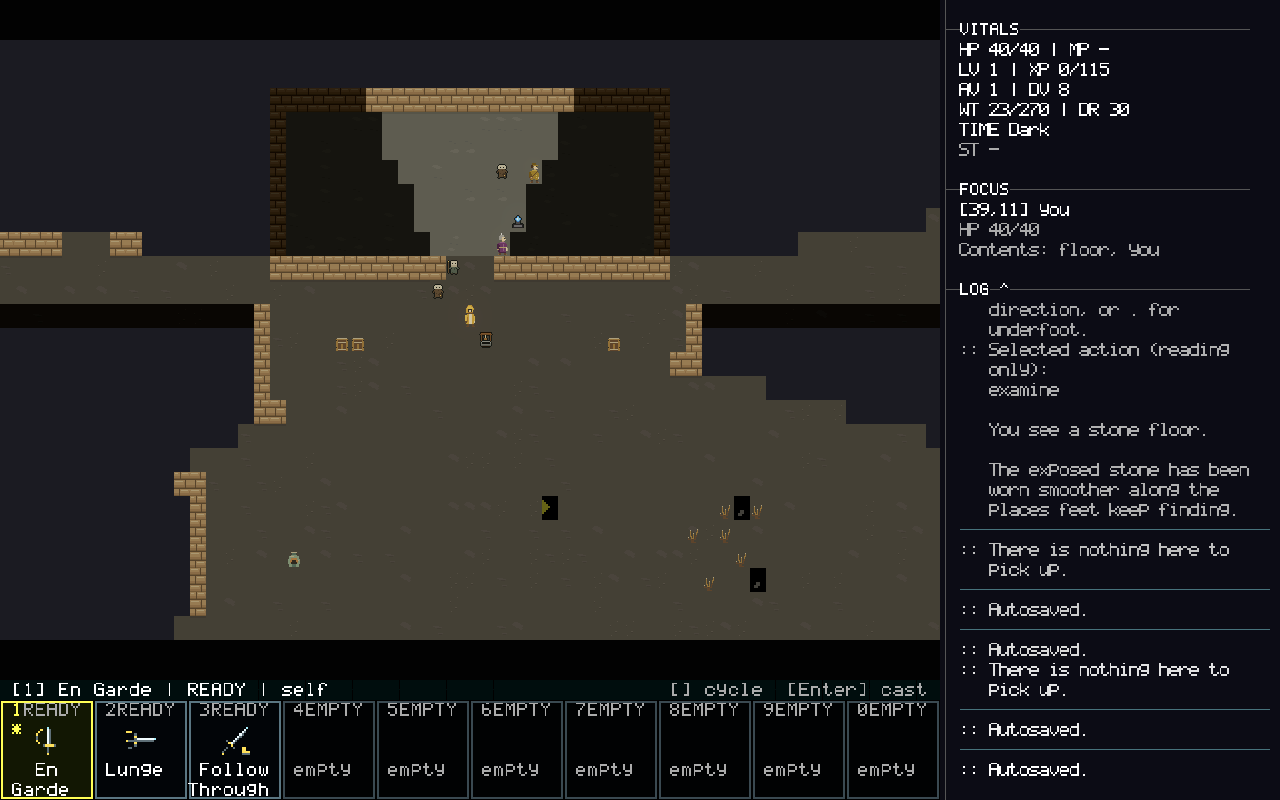 VITALS
HP 40/40 | MP -
LV 1 | XP 0/115
AV 1 | DV 8
WT 23/270 | DR 30
TIME Dark
ST -
FOCUS
[39,11] You
HP 40/40
Contents: floor, You
LOG ^
direction, or . for
underfoot.
:: Selected action (reading
only):
examine
You see a stone floor.
The exposed stone has been
worn smoother along the
places feet keep finding.
:: There is nothing here to
pick up.
:: Autosaved.
:: Autosaved.
:: There is nothing here to
pick up.
:: Autosaved.
:: Autosaved.
[1] En Garde | READY | self
[] cycle [Enter] cast
1READY 2READY 3READY 4EMPTY 5EMPTY 6EMPTY 7EMPTY 8EMPTY 9EMPTY 0EMPTY
*
En Garde
Lunge
Follow Through
empty empty empty empty empty empty empty